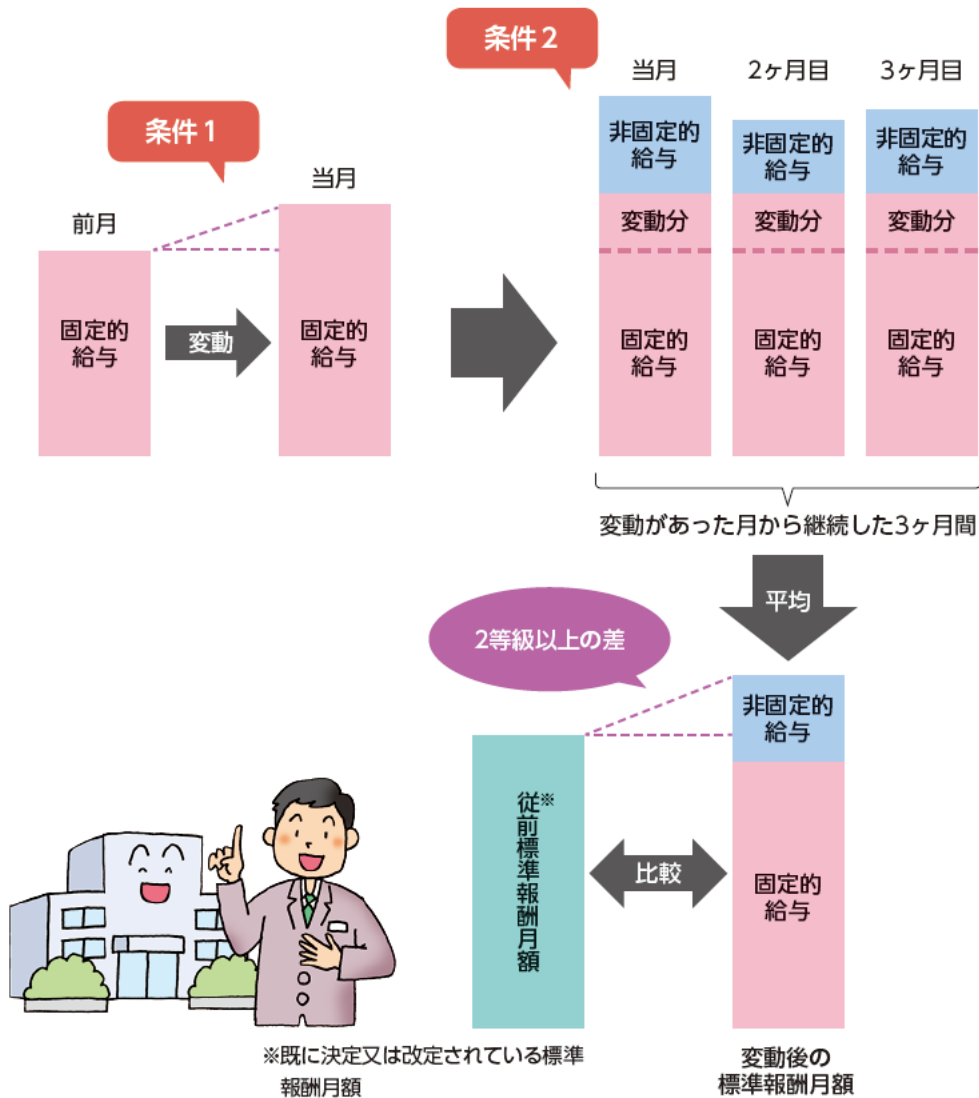 条件1
前月
当月
固定的
給与
変動
固定的
給与
条件2
当月
2ヶ月目
3ヶ月目
非固定的
給与
非固定的
給与
非固定的
給与
変動分
変動分
変動分
固定的
給与
固定的
給与
固定的
給与
変動があった月から継続した3ヶ月間
平均
2等級以上の差
従前標準報酬月額※
比較
非固定的
給与
固定的
給与
変動後の
標準報酬月額
※既に決定又は改定されている標準
報酬月額